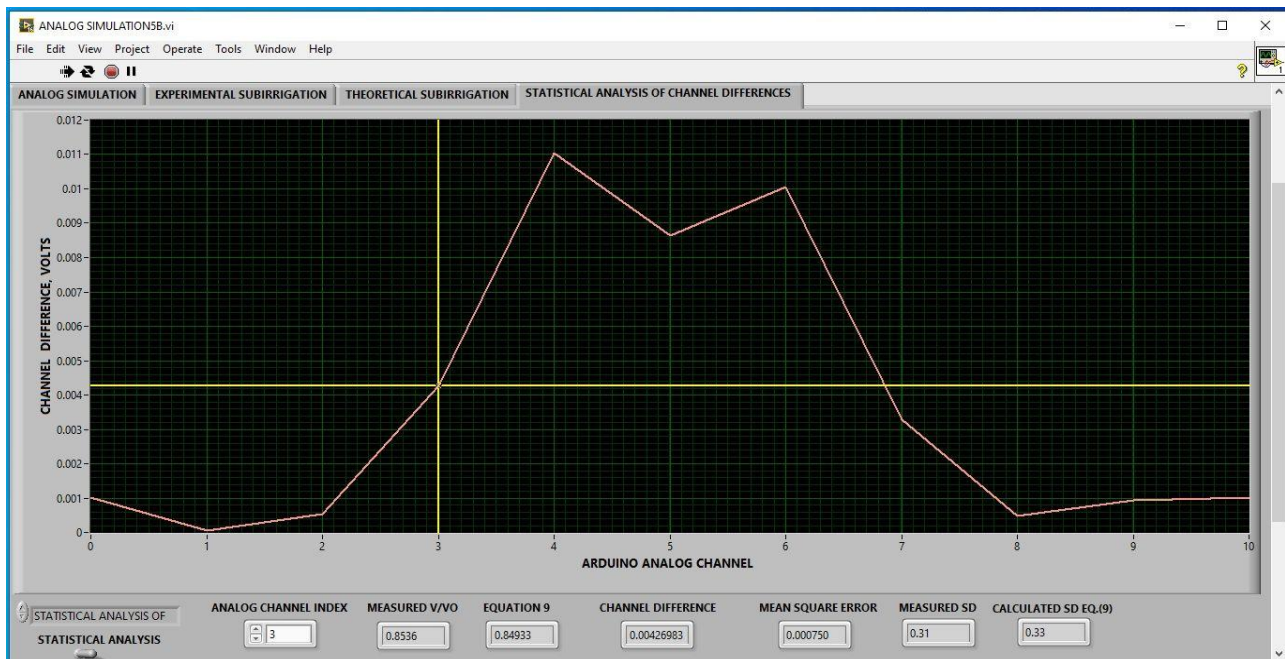 ANALOG SIMULATION5B.vi
File Edit View Project Operate Tools Window Help
?
1
ANALOG SIMULATION EXPERIMENTAL SUBIRRIGATION THEORETICAL SUBIRRIGATION STATISTICAL ANALYSIS OF CHANNEL DIFFERENCES
CHANNEL DIFFERENCE, VOLTS
0.012
0.011
0.01
0.009
0.008
0.007
0.006
0.005
0.004
0.003
0.002
0.001
0
0 1 2 3 4 5 6 7 8 9 10
ARDUINO ANALOG CHANNEL
STATISTICAL ANALYSIS OF
STATISTICAL ANALYSIS
ANALOG CHANNEL INDEX MEASURED V/VO EQUATION 9 CHANNEL DIFFERENCE MEAN SQUARE ERROR MEASURED SD CALCULATED SD EQ.(9)
3 0.8536 0.84933 0.00426983 0.000750 0.31 0.33